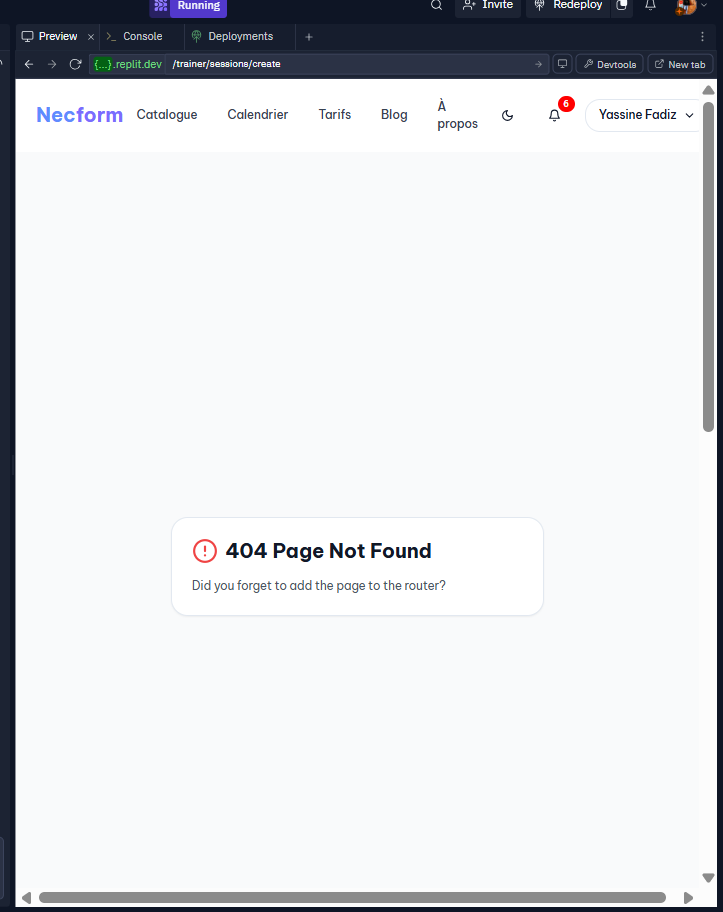 Running
Invite
Redeploy
Preview
Console
Deployments
{...}.replit.dev
/trainer/sessions/create
Devtools
New tab
Necform
Catalogue
Calendrier
Tarifs
Blog
À
propos
6
Yassine Fadiz
404 Page Not Found
Did you forget to add the page to the router?